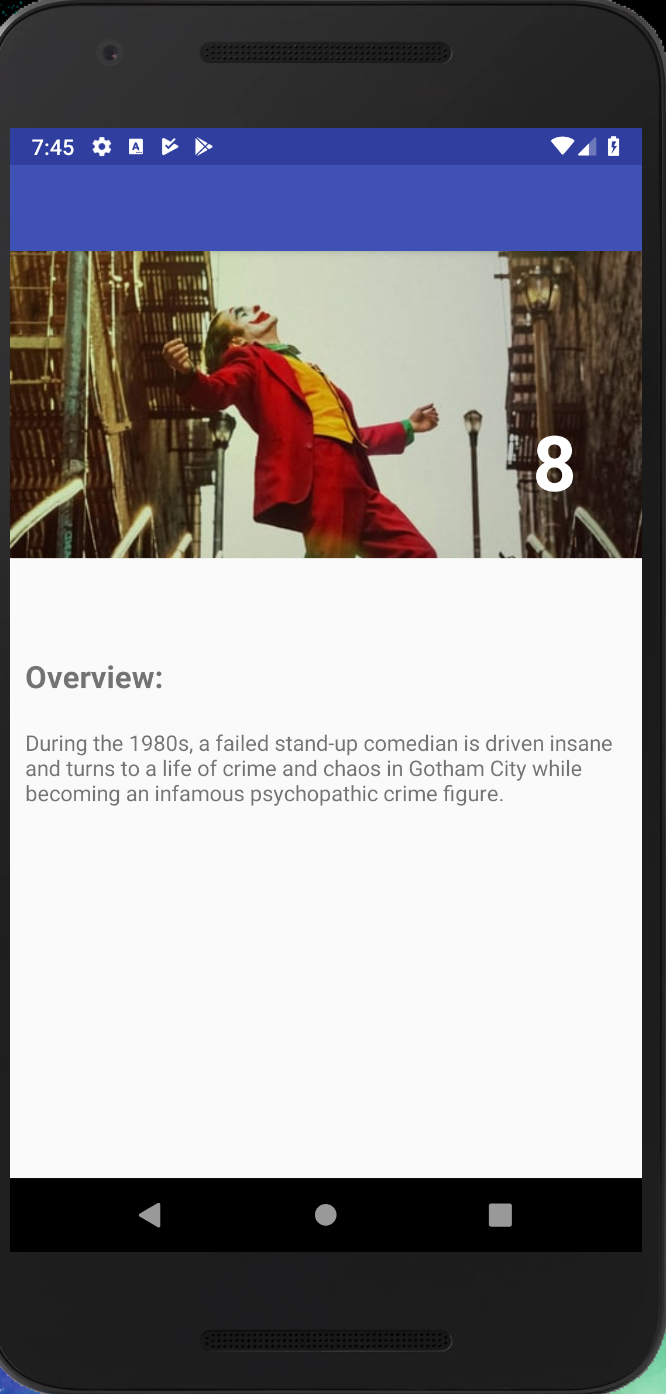 7:45
8
Overview:
During the 1980s, a failed stand-up comedian is driven insane
and turns to a life of crime and chaos in Gotham City while
becoming an infamous psychopathic crime figure.